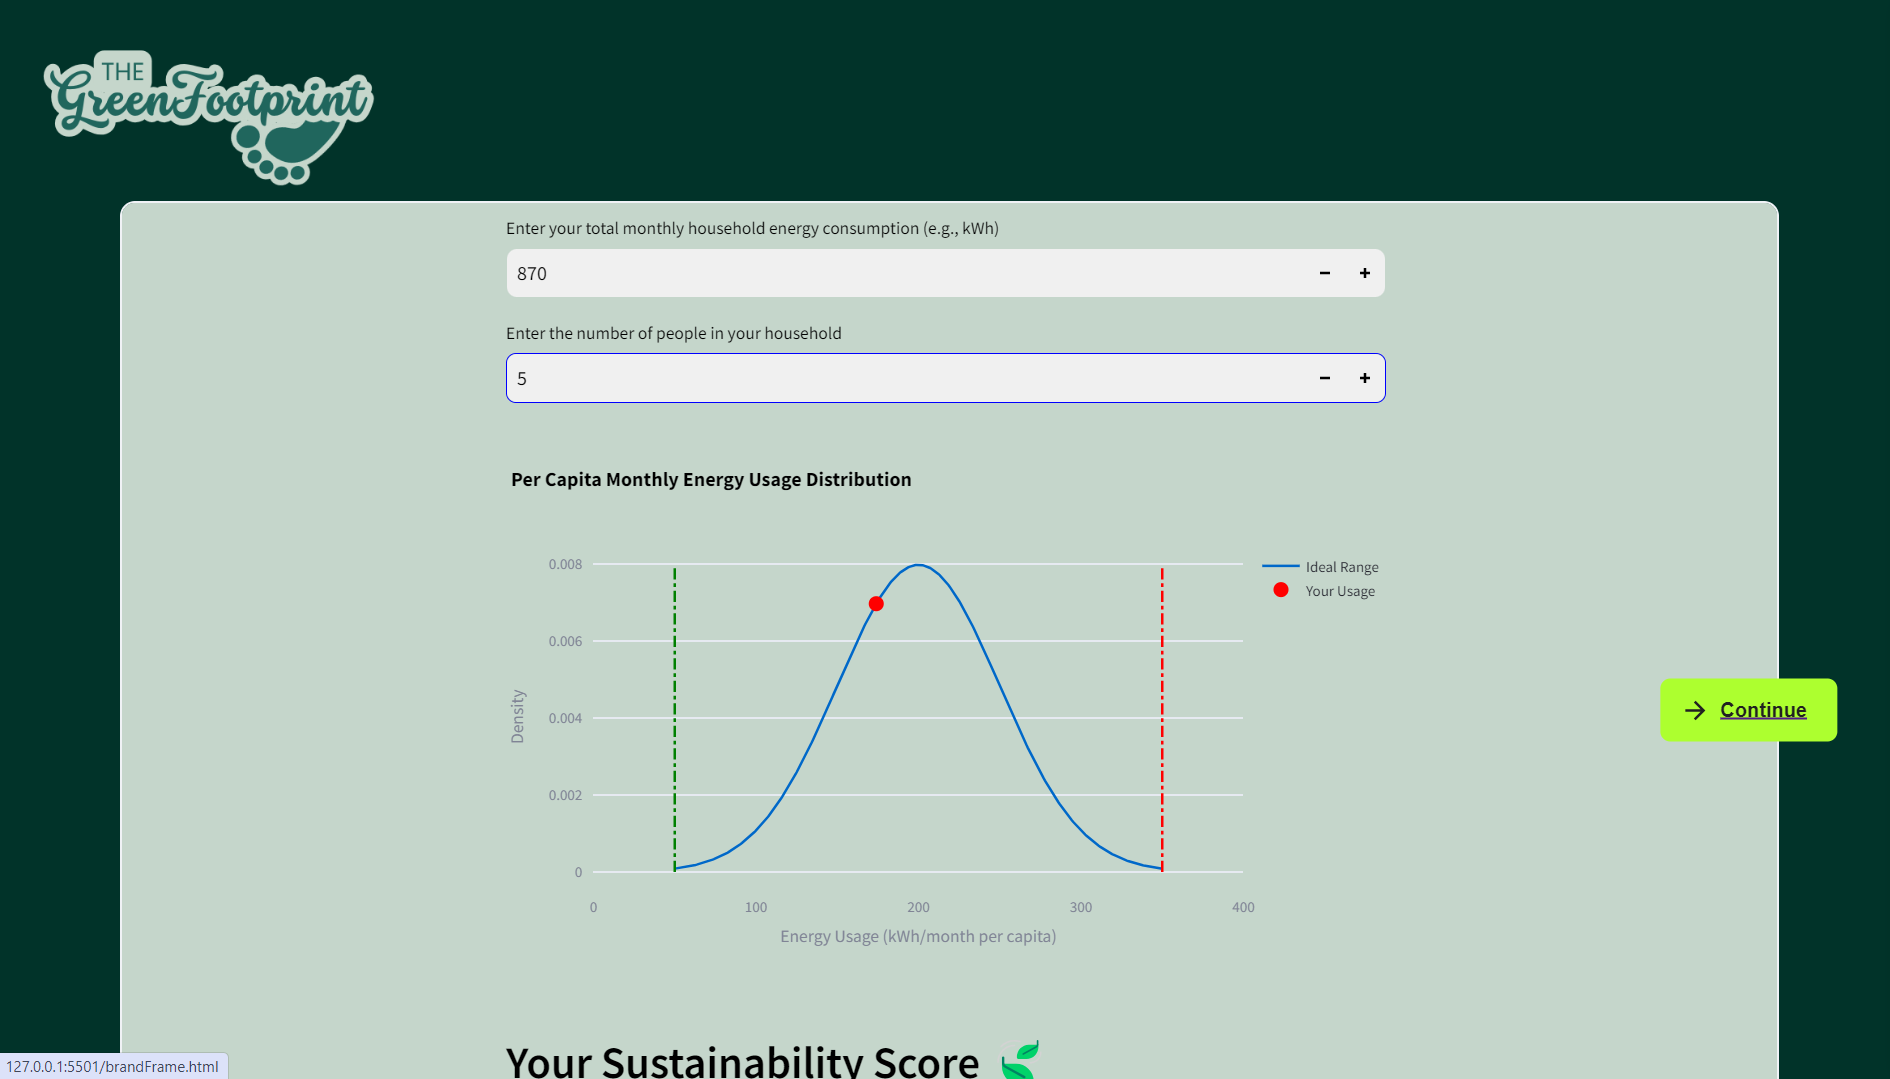 THE
GreenFootprint
Enter your total monthly household energy consumption (e.g., kWh)
870
Enter the number of people in your household
5
Per Capita Monthly Energy Usage Distribution
0.008
0.006
0.004
0.002
0
Density
0 100 200 300 400
Energy Usage (kWh/month per capita)
Ideal Range
Your Usage
Continue
Your Sustainability Score
127.0.0.1:5501/brandFrame.html